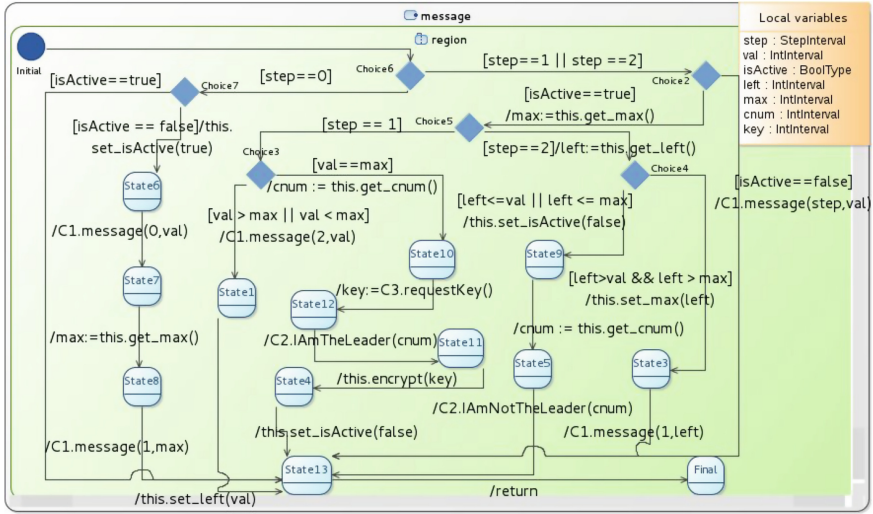 message
region
Local variables
step : StepInterval
val : IntInterval
isActive : BoolType
left : IntInterval
max : IntInterval
cnum : IntInterval
key : IntInterval
Initial
Choice6
[step==1 || step ==2]
Choice2
[step==0]
[isActive==true]
Choice7
[isActive==true]
/max:=this.get_max()
[isActive == false]/this.
set_isActive(true)
[step == 1]
Choice5
[step==2]/left:=this.get_left()
Choice3
[val==max]
/cnum := this.get_cnum()
Choice4
[isActive==false]
/C1.message(step,val)
State6
[val > max || val < max]
/C1.message(2,val)
[left<=val || left <= max]
/this.set_isActive(false)
/C1.message(0,val)
State10
State9
State7
State1
/key:=C3.requestKey()
[left>val && left > max]
/this.set_max(left)
State12
/max:=this.get_max()
/C2.IAmTheLeader(cnum)
State11
/cnum := this.get_cnum()
State8
State4
/this.encrypt(key)
State5
State3
/C2.IAmNotTheLeader(cnum)
/this.set_isActive(false)
/C1.message(1,left)
/C1.message(1,max)
State13
Final
/this.set_left(val)
/return